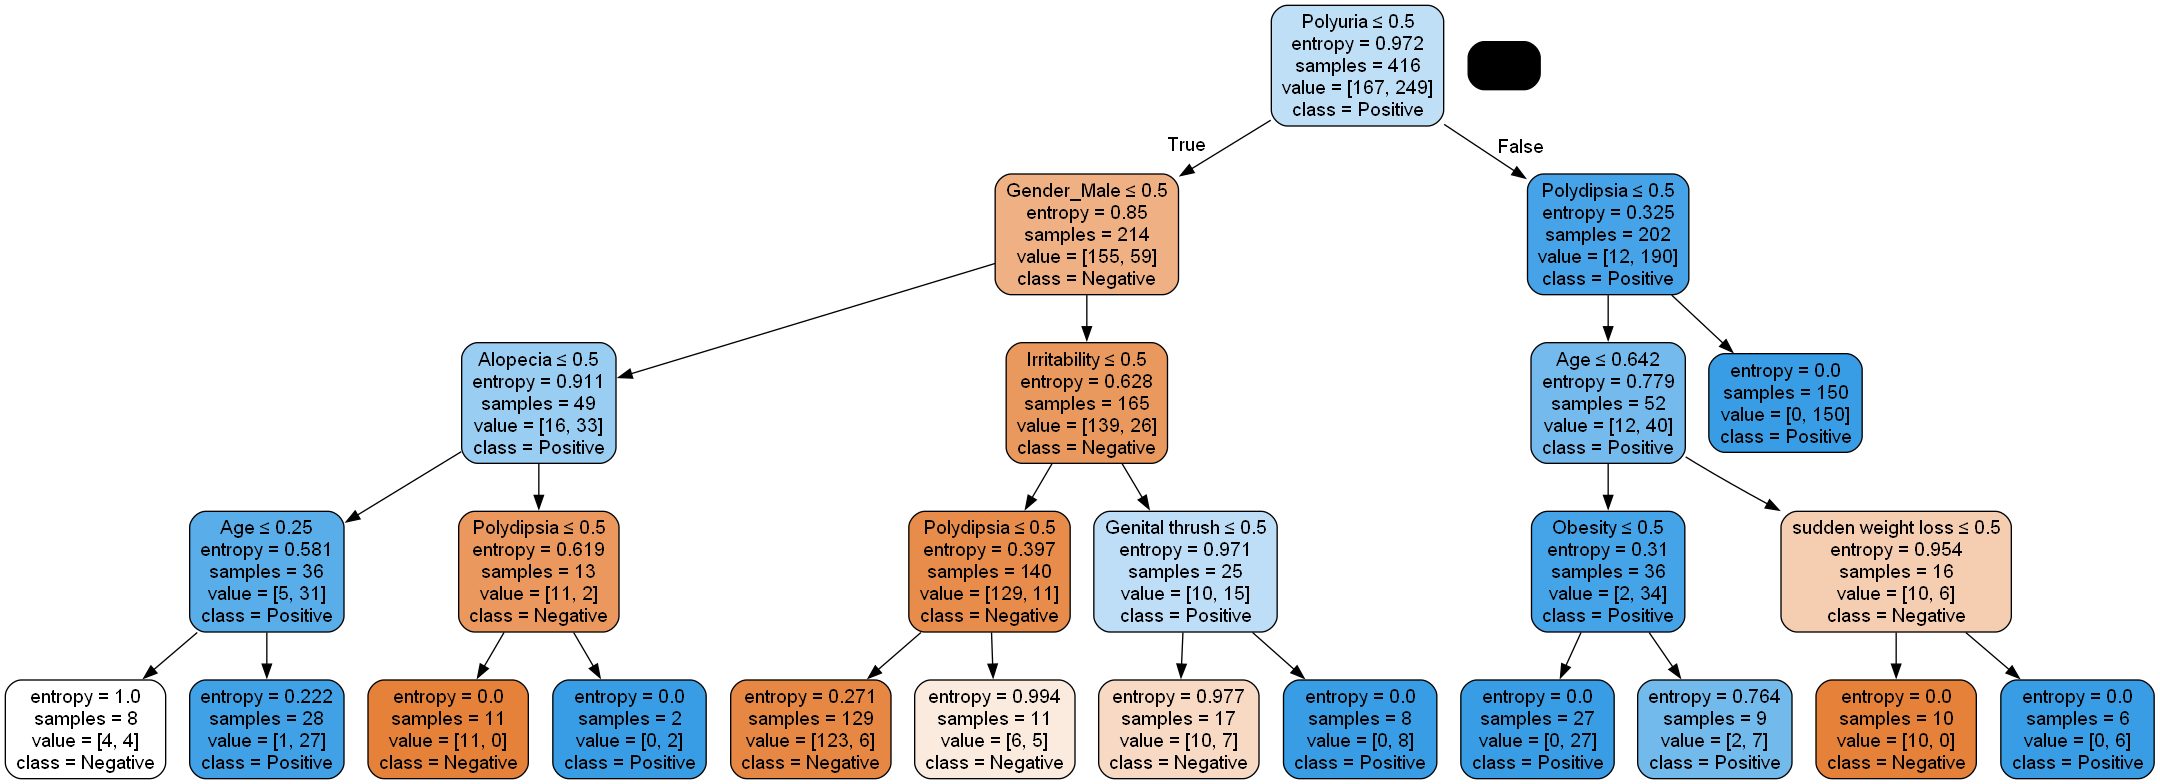 Polyuria ≤ 0.5
entropy = 0.972
samples = 416
value = [167, 249]
class = Positive
True
False
Gender_Male ≤ 0.5
entropy = 0.85
samples = 214
value = [155, 59]
class = Negative
Polydipsia ≤ 0.5
entropy = 0.325
samples = 202
value = [12, 190]
class = Positive
Alopecia ≤ 0.5
entropy = 0.911
samples = 49
value = [16, 33]
class = Positive
Irritability ≤ 0.5
entropy = 0.628
samples = 165
value = [139, 26]
class = Negative
Age ≤ 0.642
entropy = 0.779
samples = 52
value = [12, 40]
class = Positive
entropy = 0.0
samples = 150
value = [0, 150]
class = Positive
Age ≤ 0.25
entropy = 0.581
samples = 36
value = [5, 31]
class = Positive
Polydipsia ≤ 0.5
entropy = 0.619
samples = 13
value = [11, 2]
class = Negative
Polydipsia ≤ 0.5
entropy = 0.397
samples = 140
value = [129, 11]
class = Negative
Genital thrush ≤ 0.5
entropy = 0.971
samples = 25
value = [10, 15]
class = Positive
Obesity ≤ 0.5
entropy = 0.31
samples = 36
value = [2, 34]
class = Positive
sudden weight loss ≤ 0.5
entropy = 0.954
samples = 16
value = [10, 6]
class = Negative
entropy = 1.0
samples = 8
value = [4, 4]
class = Negative
entropy = 0.222
samples = 28
value = [1, 27]
class = Positive
entropy = 0.0
samples = 11
value = [11, 0]
class = Negative
entropy = 0.0
samples = 2
value = [0, 2]
class = Positive
entropy = 0.271
samples = 129
value = [123, 6]
class = Negative
entropy = 0.994
samples = 11
value = [6, 5]
class = Negative
entropy = 0.977
samples = 17
value = [10, 7]
class = Negative
entropy = 0.0
samples = 8
value = [0, 8]
class = Positive
entropy = 0.0
samples = 27
value = [0, 27]
class = Positive
entropy = 0.764
samples = 9
value = [2, 7]
class = Positive
entropy = 0.0
samples = 10
value = [10, 0]
class = Negative
entropy = 0.0
samples = 6
value = [0, 6]
class = Positive